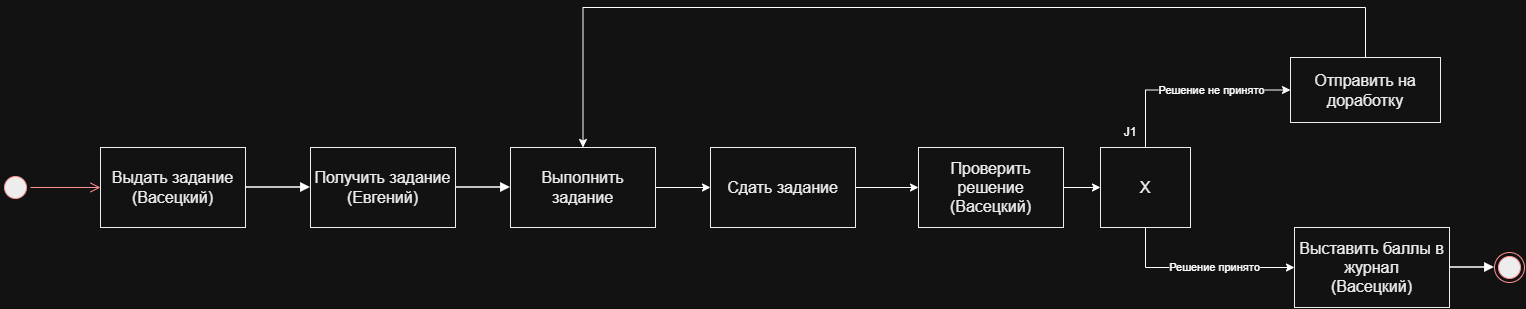 Отправить на
доработку
Решение не принято
J1
Выдать задание
(Васецкий)
Получить задание
(Евгений)
Выполнить
задание
Сдать задание
Проверить
решение
(Васецкий)
X
Решение принято
Выставить баллы в
журнал
(Васецкий)